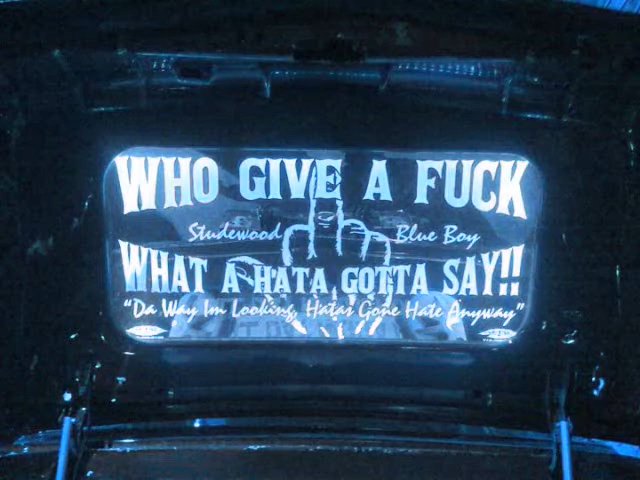 WHO GIVE A FUCK
Studewood Blue Boy
WHAT A HATA GOTTA SAY!!
"Da Way Im Looking, Hatas Gone Hate Anyway"